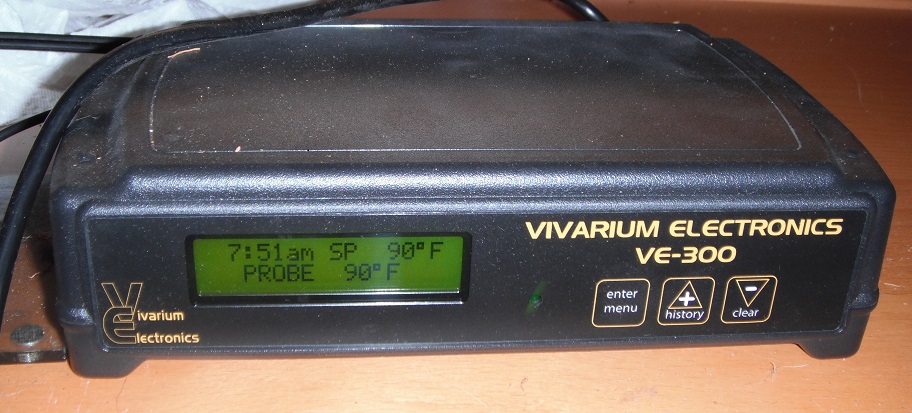 VIVARIUM ELECTRONICS
VE-300
7:51am SP 90°F
PROBE 90°F
enter
menu
+
history
-
clear
Vivarium
Electronics